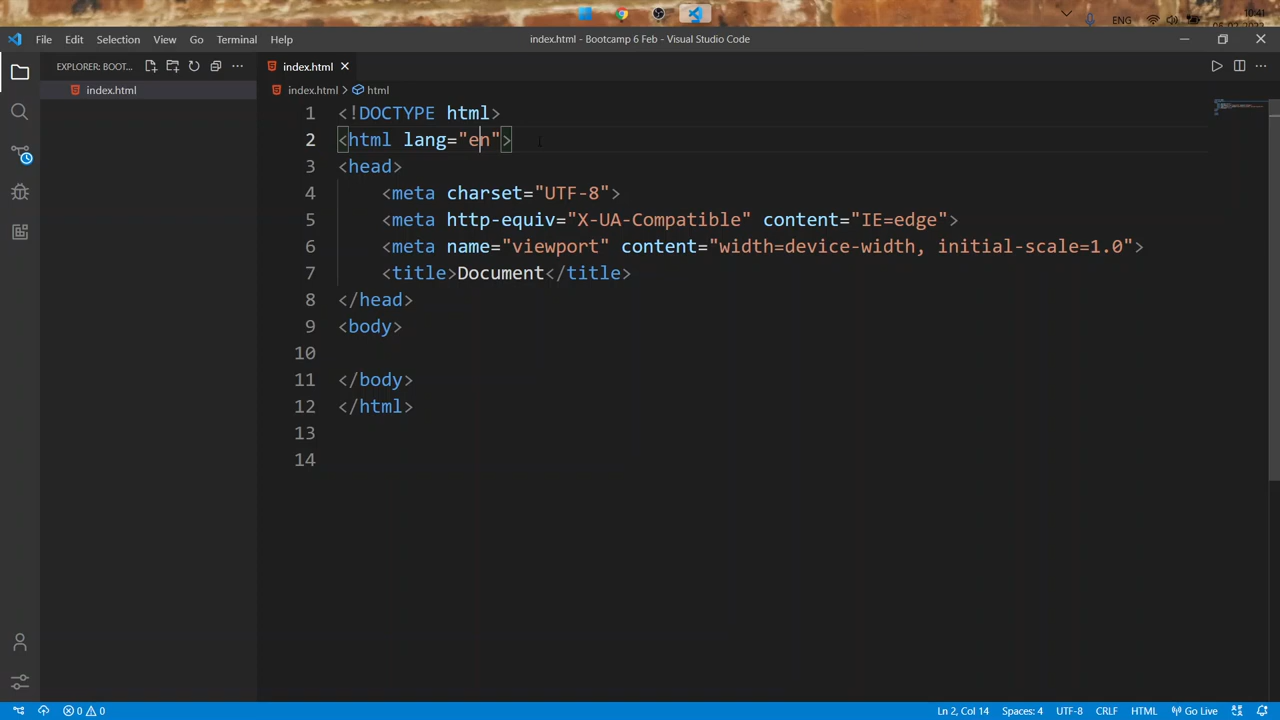 ENG
10:41
File Edit Selection View Go Terminal Help
index.html - Bootcamp 6 Feb - Visual Studio Code
EXPLORER: BOOT...
index.html
index.html
index.html > html
1 <!DOCTYPE html>
2 <html lang="en">
3 <head>
4 <meta charset="UTF-8">
5 <meta http-equiv="X-UA-Compatible" content="IE=edge">
6 <meta name="viewport" content="width=device-width, initial-scale=1.0">
7 <title>Document</title>
8 </head>
9 <body>
10
11 </body>
12 </html>
13
14
0 0 Ln 2, Col 14 Spaces: 4 UTF-8 CRLF HTML Go Live